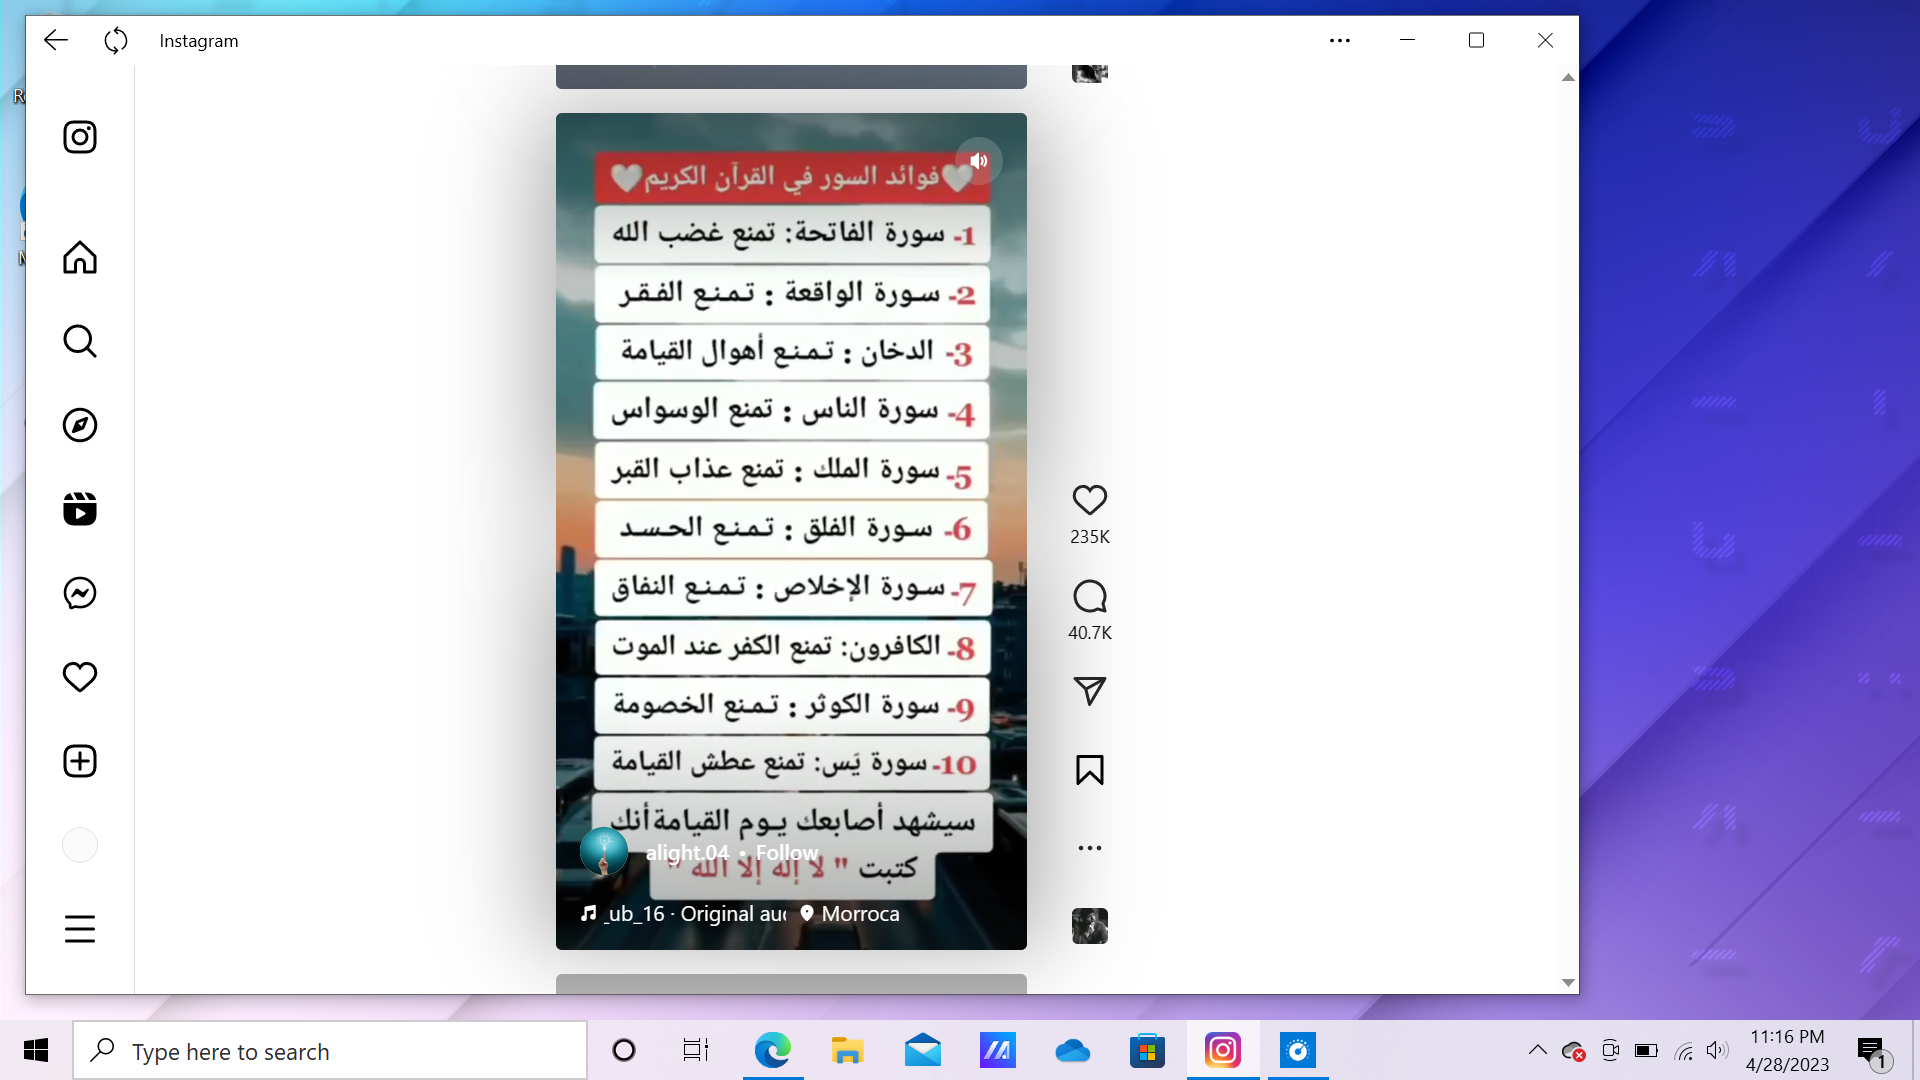 Instagram
فوائد السور في القرآن الكريم
1- سورة الفاتحة: تمنع غضب الله
2- سورة الواقعة : تمنع الفقر
3- الدخان : تمنع أهوال القيامة
4- سورة الناس : تمنع الوسواس
5- سورة الملك : تمنع عذاب القبر
6- سورة الفلق : تمنع الحسد
7- سورة الإخلاص : تمنع النفاق
8- الكافرون: تمنع الكفر عند الموت
9- سورة الكوثر : تمنع الخصومة
10- سورة يَس: تمنع عطش القيامة
سيشهد أصابعك يوم القيامة أنك
كتبت " لا إله إلا الله "
alight.04 • Follow
_ub_16 · Original au
Morroca
235K
40.7K
Type here to search
11:16 PM
4/28/2023
1